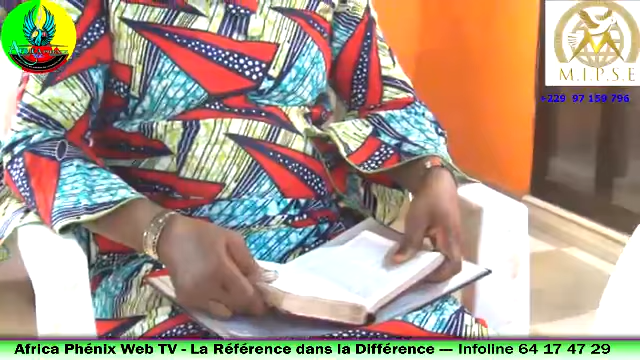 M.I.P.S.E
+229 97 159 796
Africa Phénix Web TV - La Référence dans la Différence — Infoline 64 17 47 29